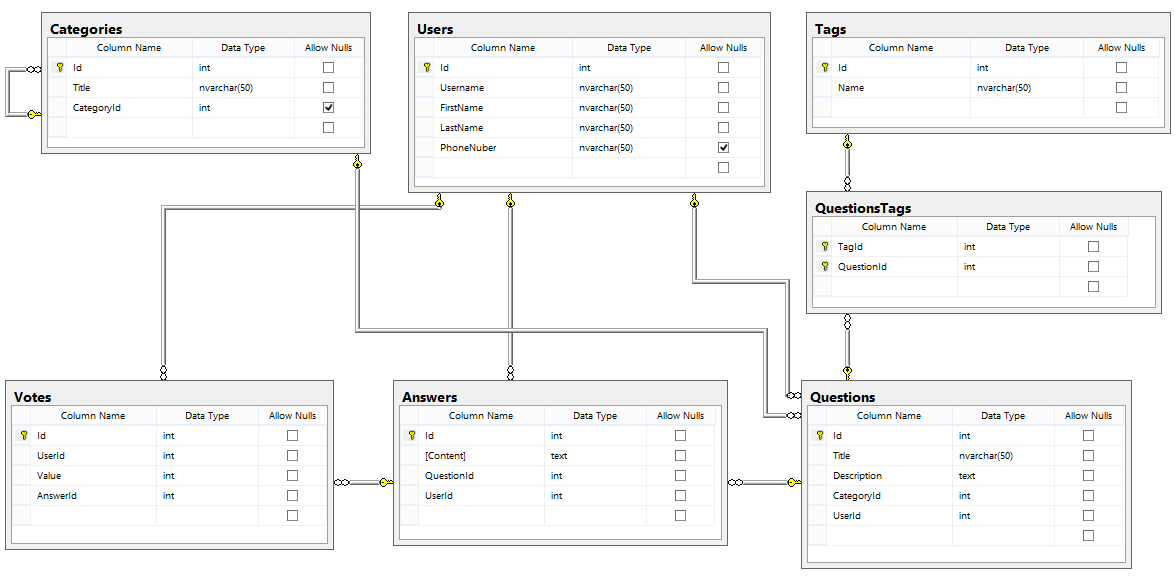 Categories
Column Name Data Type Allow Nulls
Id int
Title nvarchar(50)
CategoryId int
Users
Column Name Data Type Allow Nulls
Id int
Username nvarchar(50)
FirstName nvarchar(50)
LastName nvarchar(50)
PhoneNuber nvarchar(50)
Tags
Column Name Data Type Allow Nulls
Id int
Name nvarchar(50)
QuestionsTags
Column Name Data Type Allow Nulls
TagId int
QuestionId int
Votes
Column Name Data Type Allow Nulls
Id int
UserId int
Value int
AnswerId int
Answers
Column Name Data Type Allow Nulls
Id int
[Content] text
QuestionId int
UserId int
Questions
Column Name Data Type Allow Nulls
Id int
Title nvarchar(50)
Description text
CategoryId int
UserId int